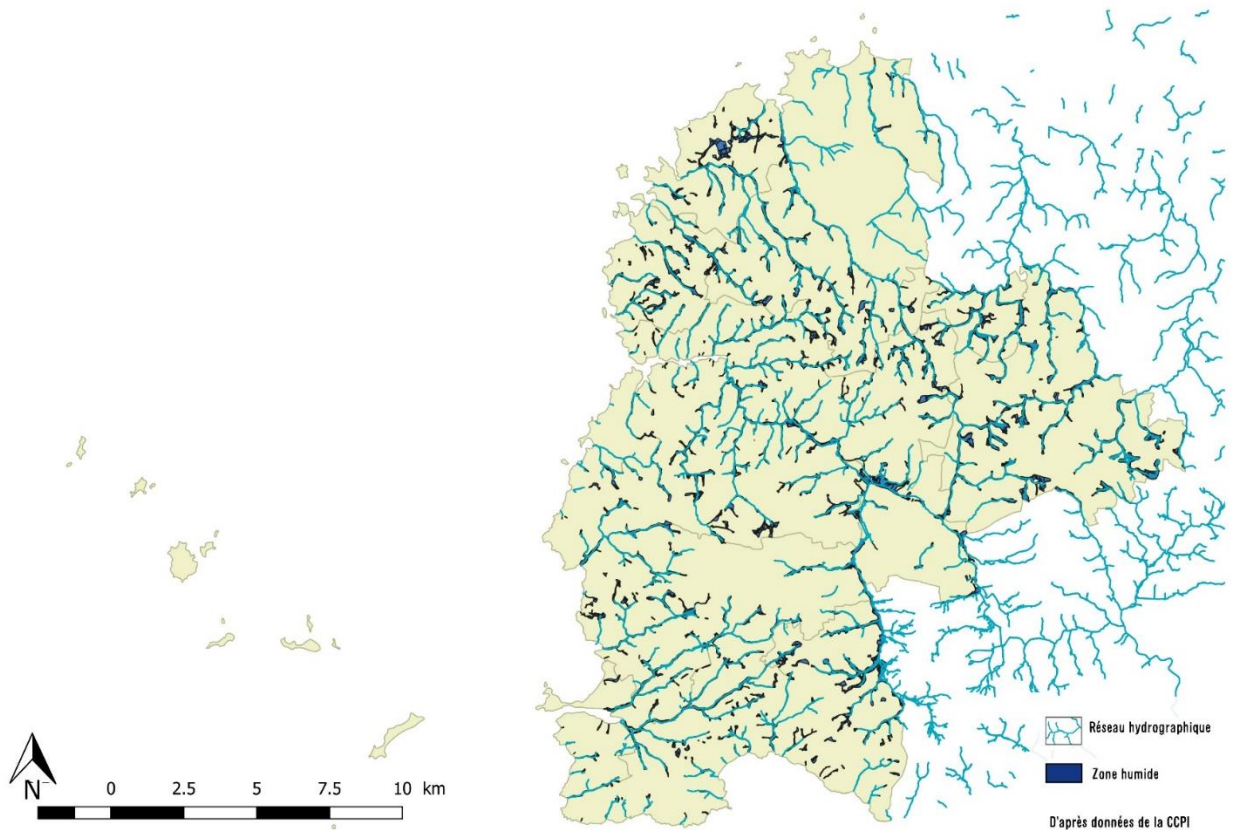 Réseau hydrographique
Zone humide
D'après données de la CCPI
N
0 2.5 5 7.5 10 km